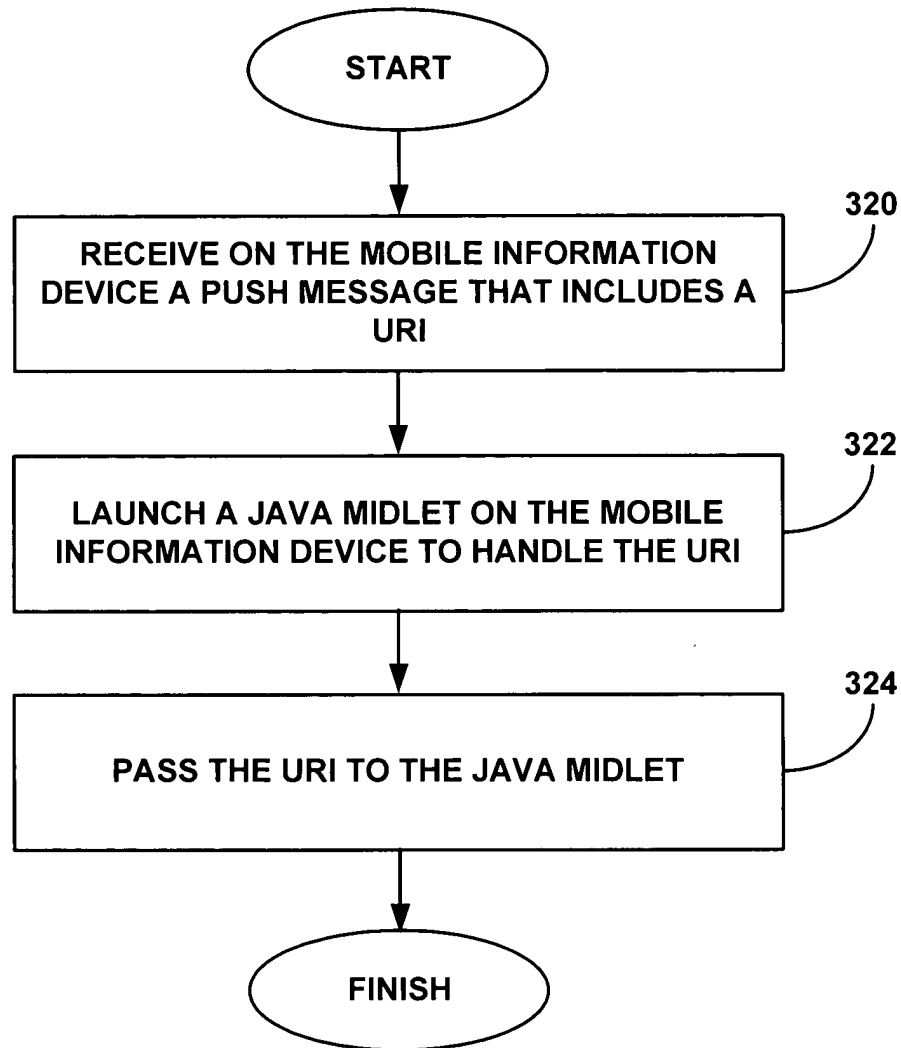 START
320
RECEIVE ON THE MOBILE INFORMATION
DEVICE A PUSH MESSAGE THAT INCLUDES A
URI
322
LAUNCH A JAVA MIDLET ON THE MOBILE
INFORMATION DEVICE TO HANDLE THE URI
324
PASS THE URI TO THE JAVA MIDLET
FINISH